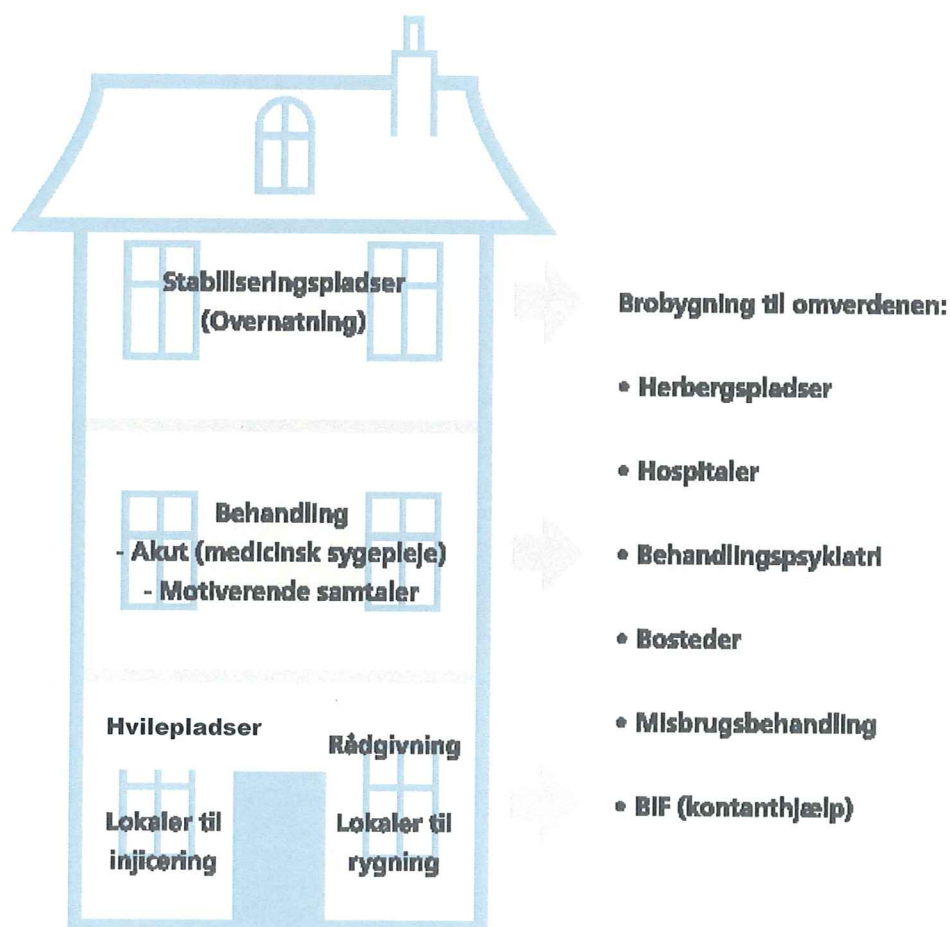 Stabiliseringspladser
(Overnatning)
Behandling
- Akut (medicinsk sygepleje)
- Motiverende samtaler
Hvilepladser
Rådgivning
Lokaler til
injicering
Lokaler til
rygning
Brobygning til omverdenen:
• Herbergspladser
• Hospitaler
• Behandlingspsykiatri
• Bosteder
• Misbrugsbehandling
• BIF (kontanthjælp)